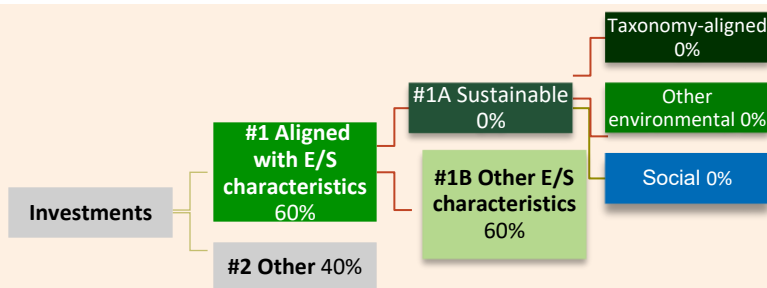 Taxonomy-aligned
0%
#1A Sustainable
0%
Other
environmental 0%
#1 Aligned
with E/S
characteristics
60%
#1B Other E/S
characteristics
60%
Social 0%
Investments
#2 Other 40%